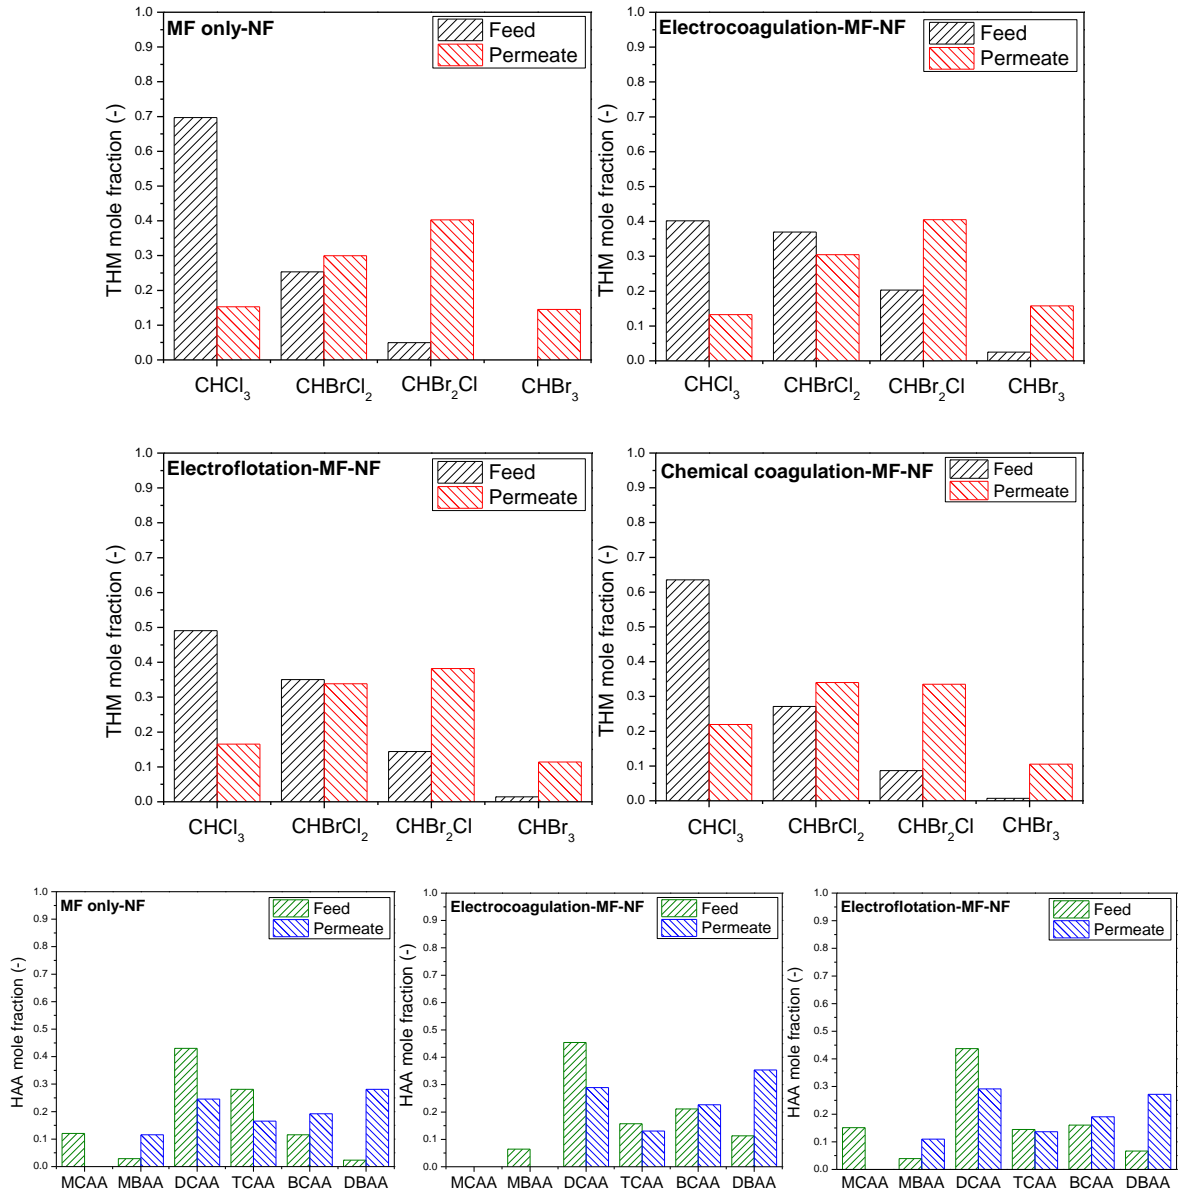 MF only-NF
Feed
Permeate
THM mole fraction (-)
1.0
0.9
0.8
0.7
0.6
0.5
0.4
0.3
0.2
0.1
0.0
CHCl3 CHBrCl2 CHBr2Cl CHBr3
Electrocoagulation-MF-NF
Feed
Permeate
THM mole fraction (-)
1.0
0.9
0.8
0.7
0.6
0.5
0.4
0.3
0.2
0.1
0.0
CHCl3 CHBrCl2 CHBr2Cl CHBr3
Electroflotation-MF-NF
Feed
Permeate
THM mole fraction (-)
1.0
0.9
0.8
0.7
0.6
0.5
0.4
0.3
0.2
0.1
0.0
CHCl3 CHBrCl2 CHBr2Cl CHBr3
Chemical coagulation-MF-NF
Feed
Permeate
THM mole fraction (-)
1.0
0.9
0.8
0.7
0.6
0.5
0.4
0.3
0.2
0.1
0.0
CHCl3 CHBrCl2 CHBr2Cl CHBr3
MF only-NF
Feed
Permeate
HAA mole fraction (-)
1.0
0.9
0.8
0.7
0.6
0.5
0.4
0.3
0.2
0.1
0.0
MCAA MBAA DCAA TCAA BCAA DBAA
Electrocoagulation-MF-NF
Feed
Permeate
HAA mole fraction (-)
1.0
0.9
0.8
0.7
0.6
0.5
0.4
0.3
0.2
0.1
0.0
MCAA MBAA DCAA TCAA BCAA DBAA
Electroflotation-MF-NF
Feed
Permeate
HAA mole fraction (-)
1.0
0.9
0.8
0.7
0.6
0.5
0.4
0.3
0.2
0.1
0.0
MCAA MBAA DCAA TCAA BCAA DBAA